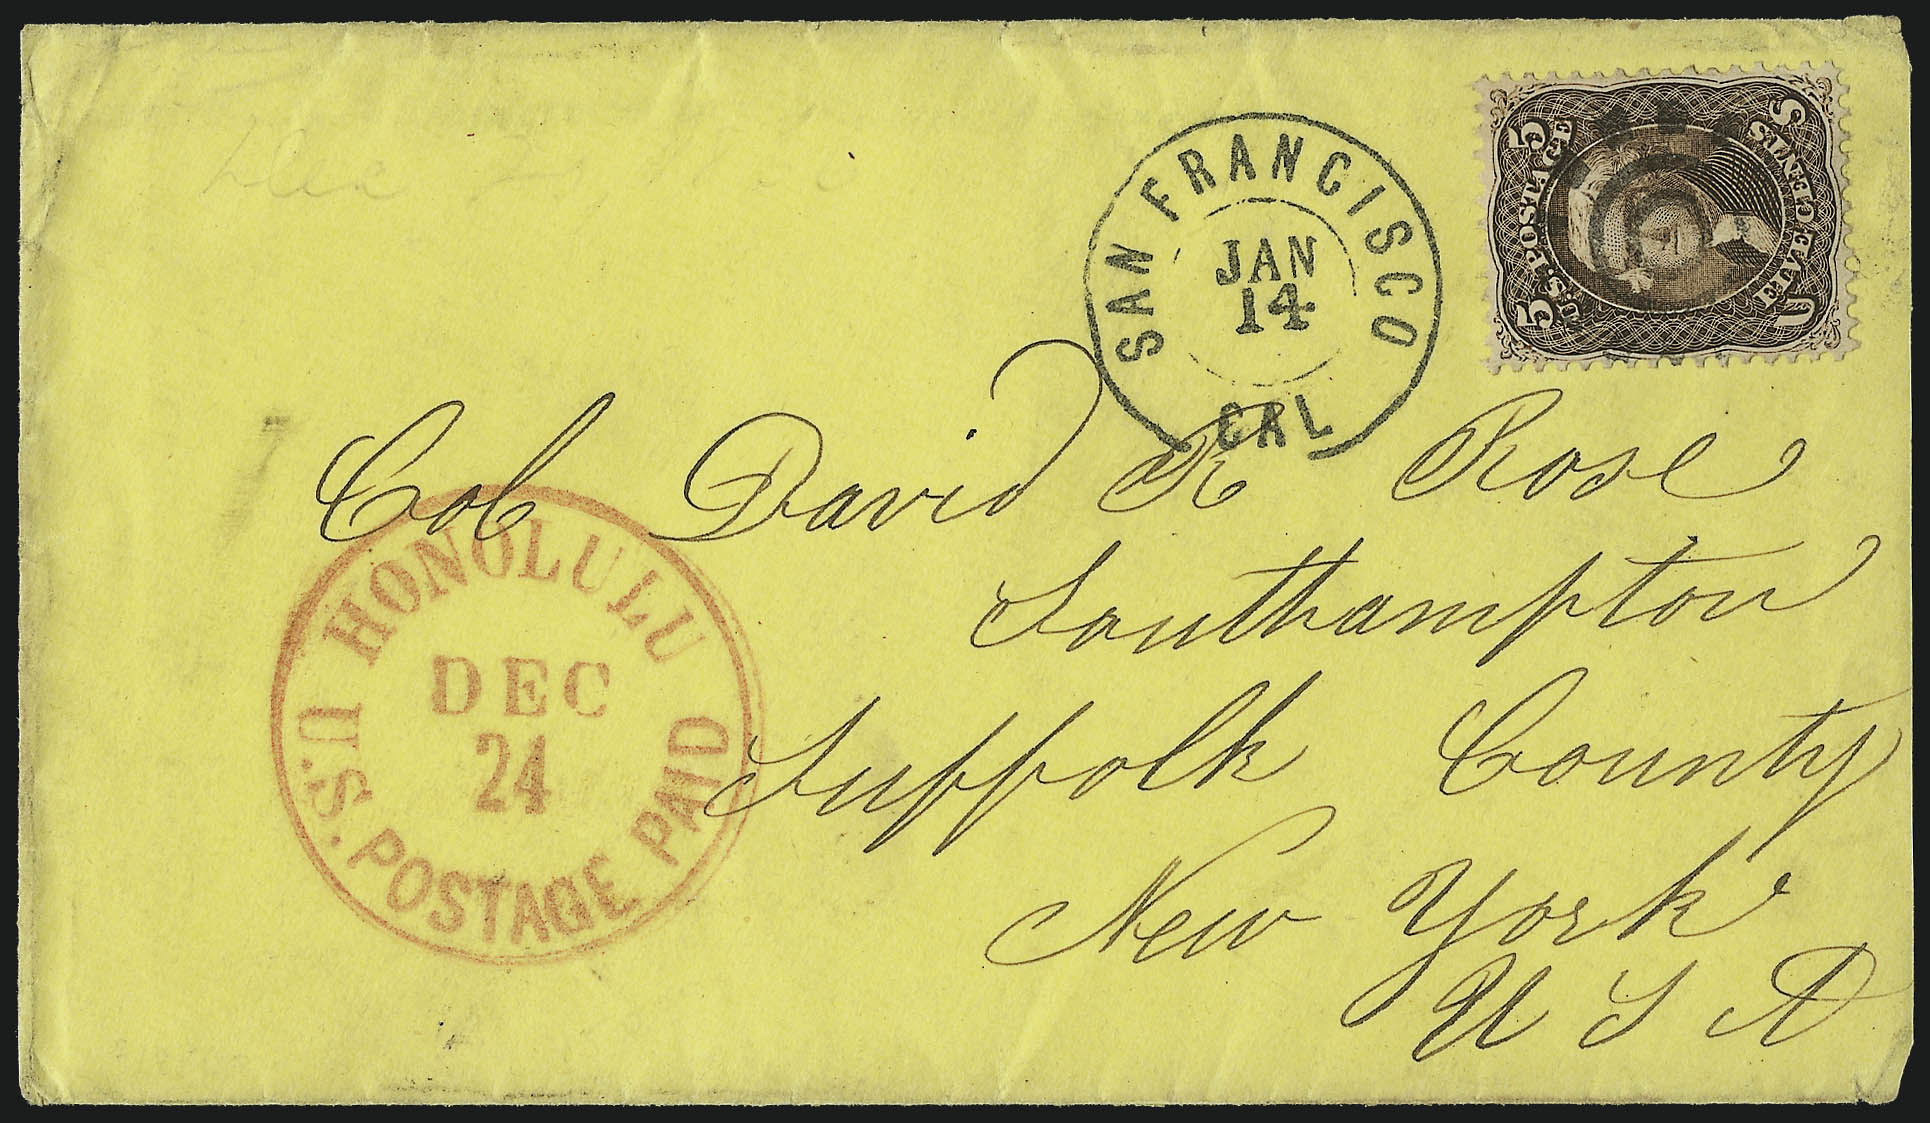 SAN FRANCISCO
JAN
14
CAL
5 U.S. POSTAGE 5
FIVE CENTS
U S
Col David R Rose
Southampton
Suffolk County
New York
U S A
HONOLULU
DEC
24
U.S. POSTAGE PAID